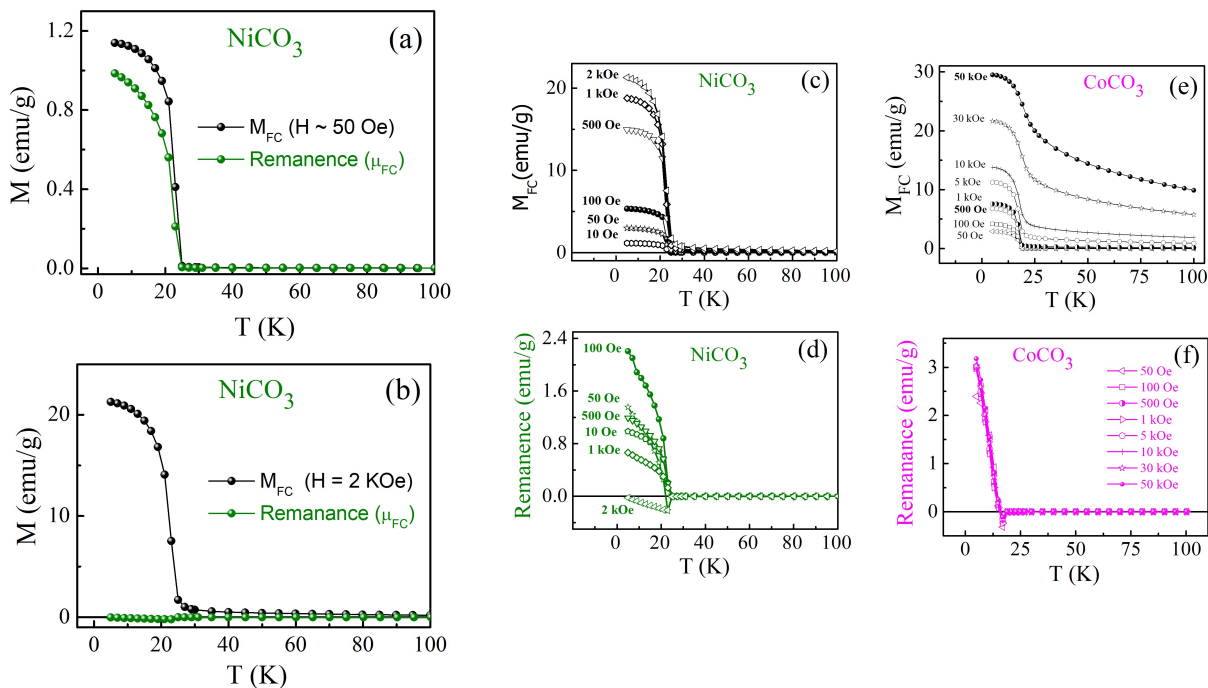 (a)
NiCO3
M (emu/g)
1.2
0.8
0.4
0.0
MFC (H ~ 50 Oe)
Remanence (μFC)
0 20 40 60 80 100
T (K)
(b)
NiCO3
M (emu/g)
20
10
0
MFC (H = 2 KOe)
Remanance (μFC)
0 20 40 60 80 100
T (K)
(c)
NiCO3
MFC(emu/g)
20
10
0
2 kOe
1 kOe
500 Oe
100 Oe
50 Oe
10 Oe
0 20 40 60 80 100
T (K)
(d)
NiCO3
Remanence (emu/g)
2.4
1.6
0.8
0.0
100 Oe
50 Oe
500 Oe
10 Oe
1 kOe
2 kOe
0 20 40 60 80 100
T (K)
(e)
CoCO3
MFC (emu/g)
30
20
10
0
50 kOe
30 kOe
10 kOe
5 kOe
1 kOe
500 Oe
100 Oe
50 Oe
0 25 50 75 100
T (K)
(f)
CoCO3
Remanance (emu/g)
3
2
1
0
50 Oe
100 Oe
500 Oe
1 kOe
5 kOe
10 kOe
30 kOe
50 kOe
0 25 50 75 100
T (K)